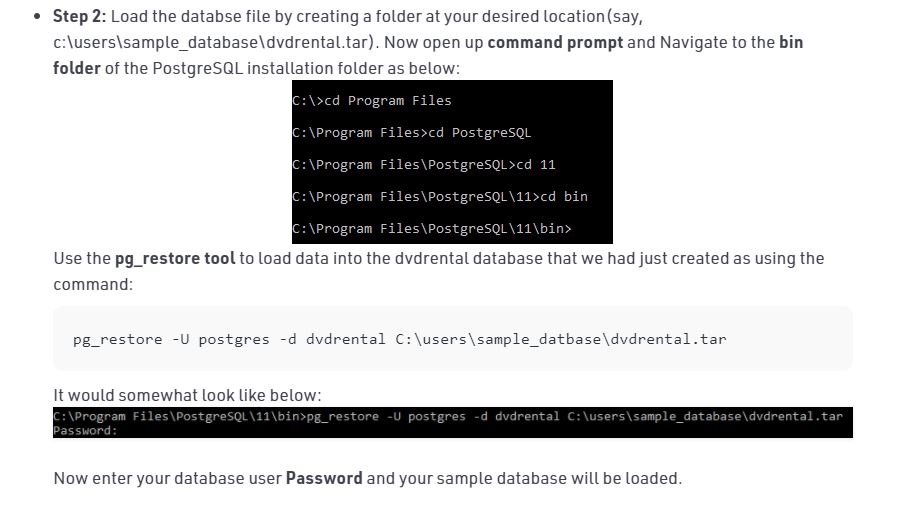 • Step 2: Load the databse file by creating a folder at your desired location(say,
c:\users\sample_database\dvdrental.tar). Now open up command prompt and Navigate to the bin
folder of the PostgreSQL installation folder as below:
C:\>cd Program Files
C:\Program Files>cd PostgreSQL
C:\Program Files\PostgreSQL>cd 11
C:\Program Files\PostgreSQL\11>cd bin
C:\Program Files\PostgreSQL\11\bin>
Use the pg_restore tool to load data into the dvdrental database that we had just created as using the
command:
pg_restore -U postgres -d dvdrental C:\users\sample_datbase\dvdrental.tar
It would somewhat look like below:
C:\Program Files\PostgreSQL\11\bin>pg_restore -U postgres -d dvdrental C:\users\sample_database\dvdrental.tar
Password:
Now enter your database user Password and your sample database will be loaded.